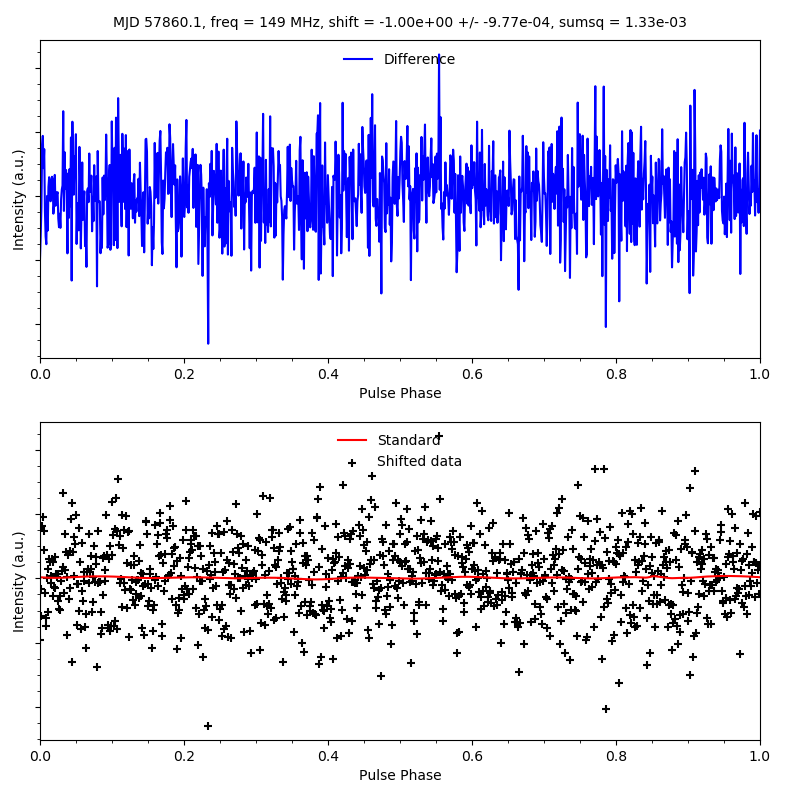 MJD 57860.1, freq = 149 MHz, shift = -1.00e+00 +/- -9.77e-04, sumsq = 1.33e-03
Difference
Intensity (a.u.)
0.0 0.2 0.4 0.6 0.8 1.0
Pulse Phase
Standard
Shifted data
Intensity (a.u.)
0.0 0.2 0.4 0.6 0.8 1.0
Pulse Phase